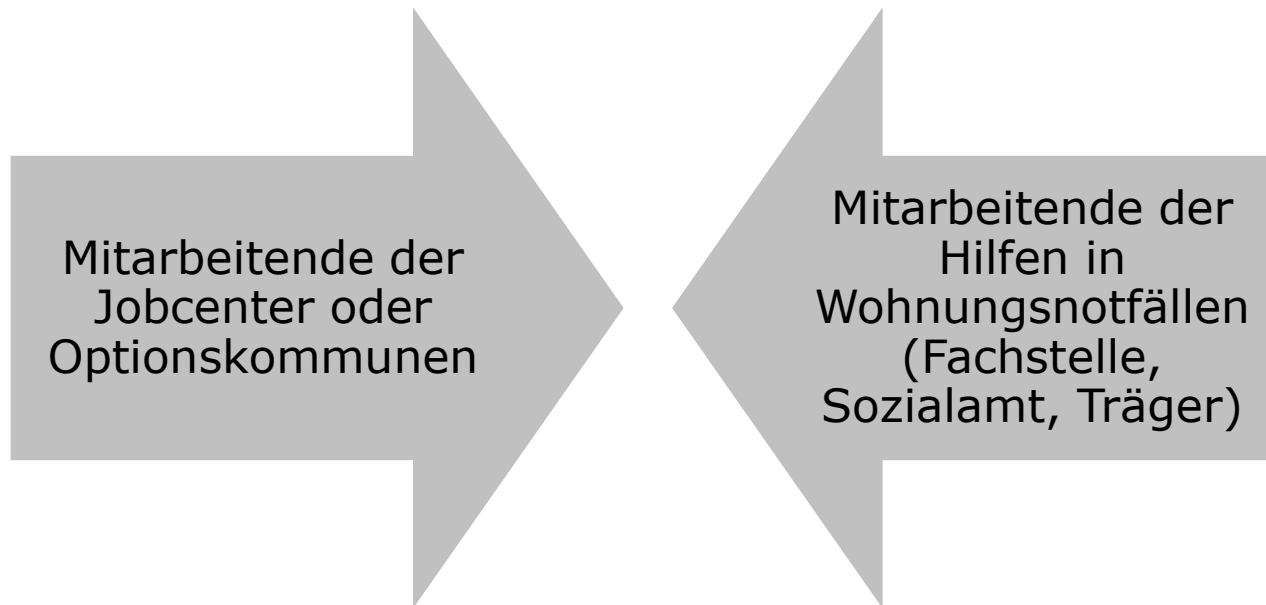 Mitarbeitende der
Jobcenter oder
Optionskommunen
Mitarbeitende der
Hilfen in
Wohnungsnotfällen
(Fachstelle,
Sozialamt, Träger)